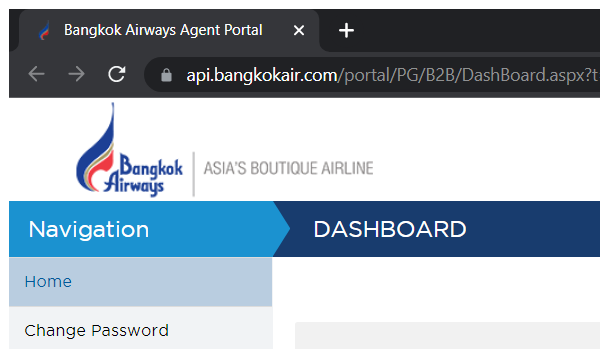 Bangkok Airways Agent Portal
api.bangkokair.com/portal/PG/B2B/DashBoard.aspx?t
Bangkok Airways
ASIA'S BOUTIQUE AIRLINE
Navigation
DASHBOARD
Home
Change Password